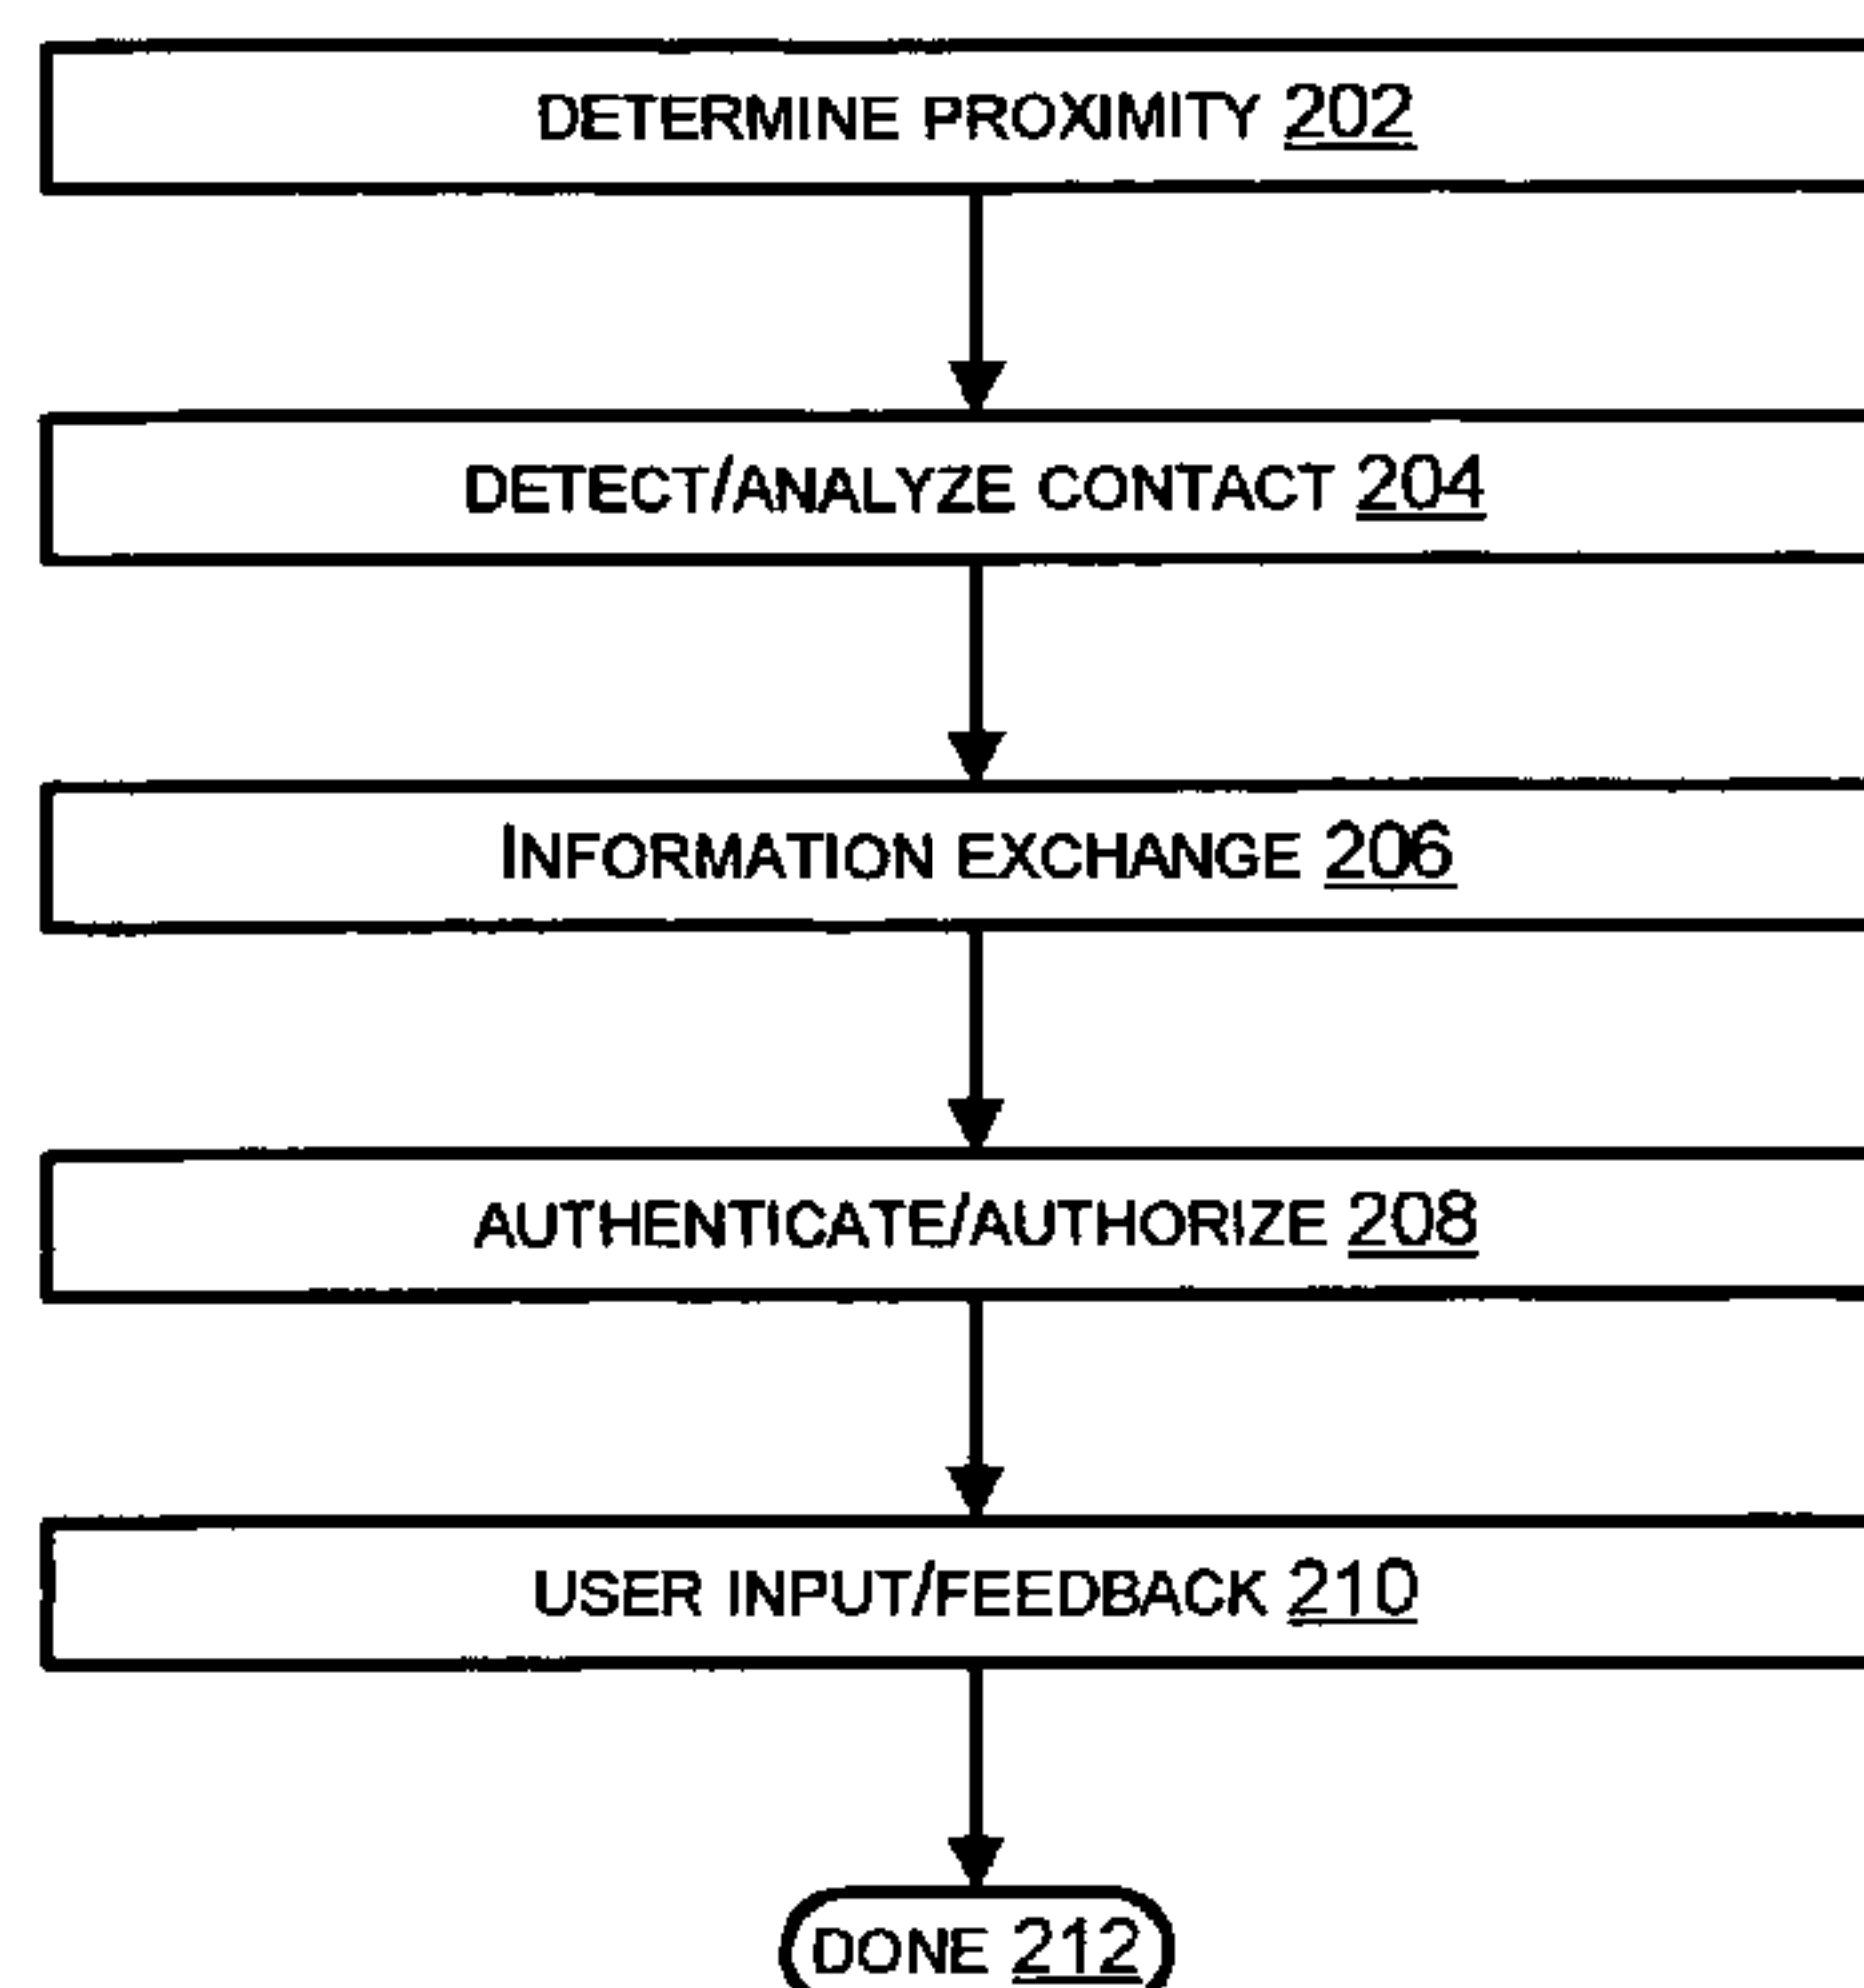 DETERMINE PROXIMITY 202
DETECT/ANALYZE CONTACT 204
INFORMATION EXCHANGE 206
AUTHENTICATE/AUTHORIZE 208
USER INPUT/FEEDBACK 210
DONE 212